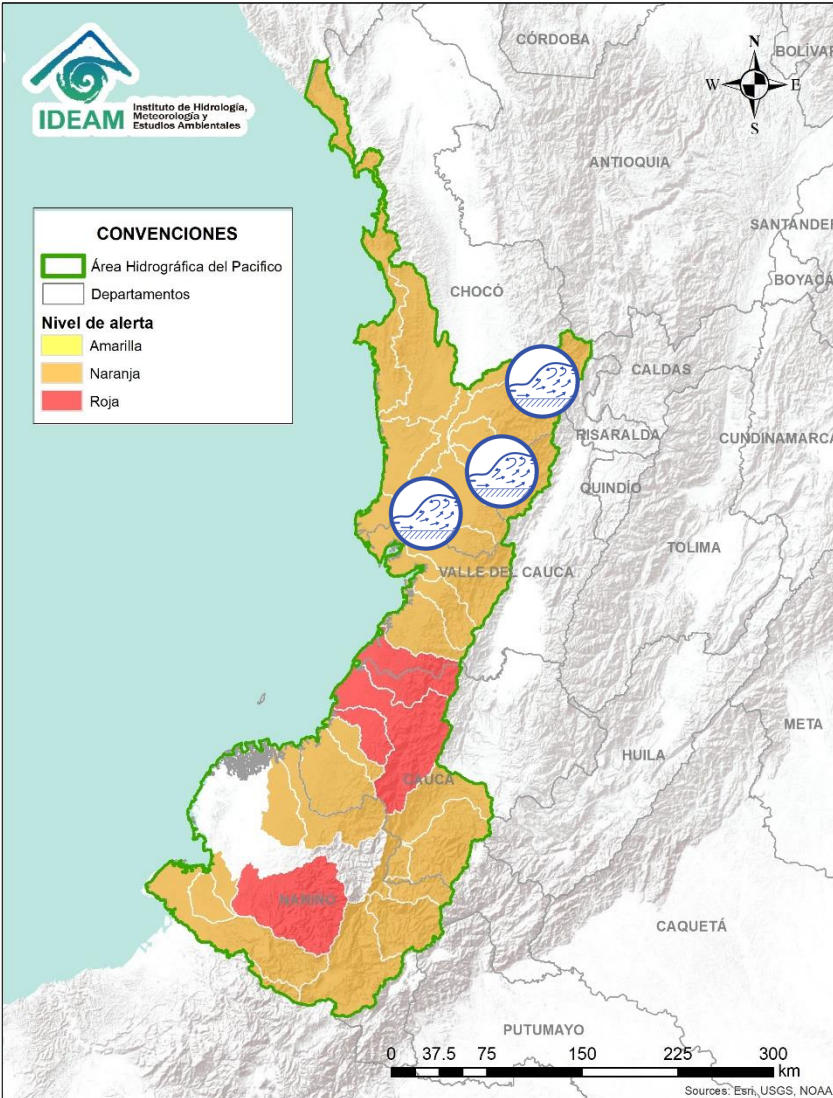 IDEAM
Instituto de Hidrología,
Meteorología y
Estudios Ambientales
N
W
E
S
CÓRDOBA
BOLÍVAR
ANTIOQUIA
SANTANDER
BOYACÁ
CHOCÓ
CONVENCIONES
Área Hidrográfica del Pacifico
Departamentos
Nivel de alerta
Amarilla
Naranja
Roja
CALDAS
RISARALDA
CUNDINAMARCA
QUINDÍO
TOLIMA
VALLE DEL CAUCA
META
HUILA
CAUCA
NARIÑO
CAQUETÁ
PUTUMAYO
0 37.5 75 150 225 300
km
Sources: Esri, USGS, NOAA